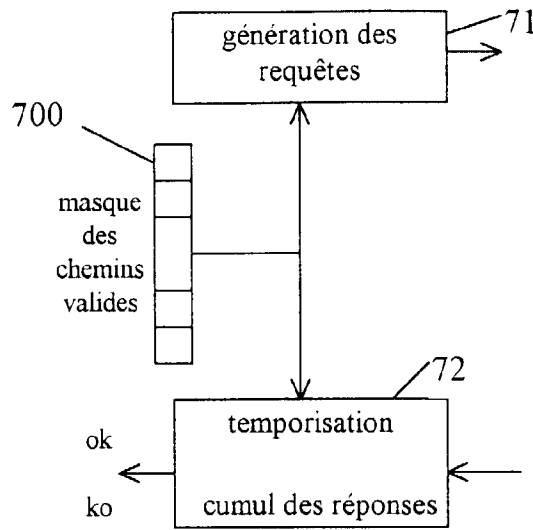 génération des
requêtes
71
700
masque
des
chemins
valides
72
temporisation
cumul des réponses
ok
ko